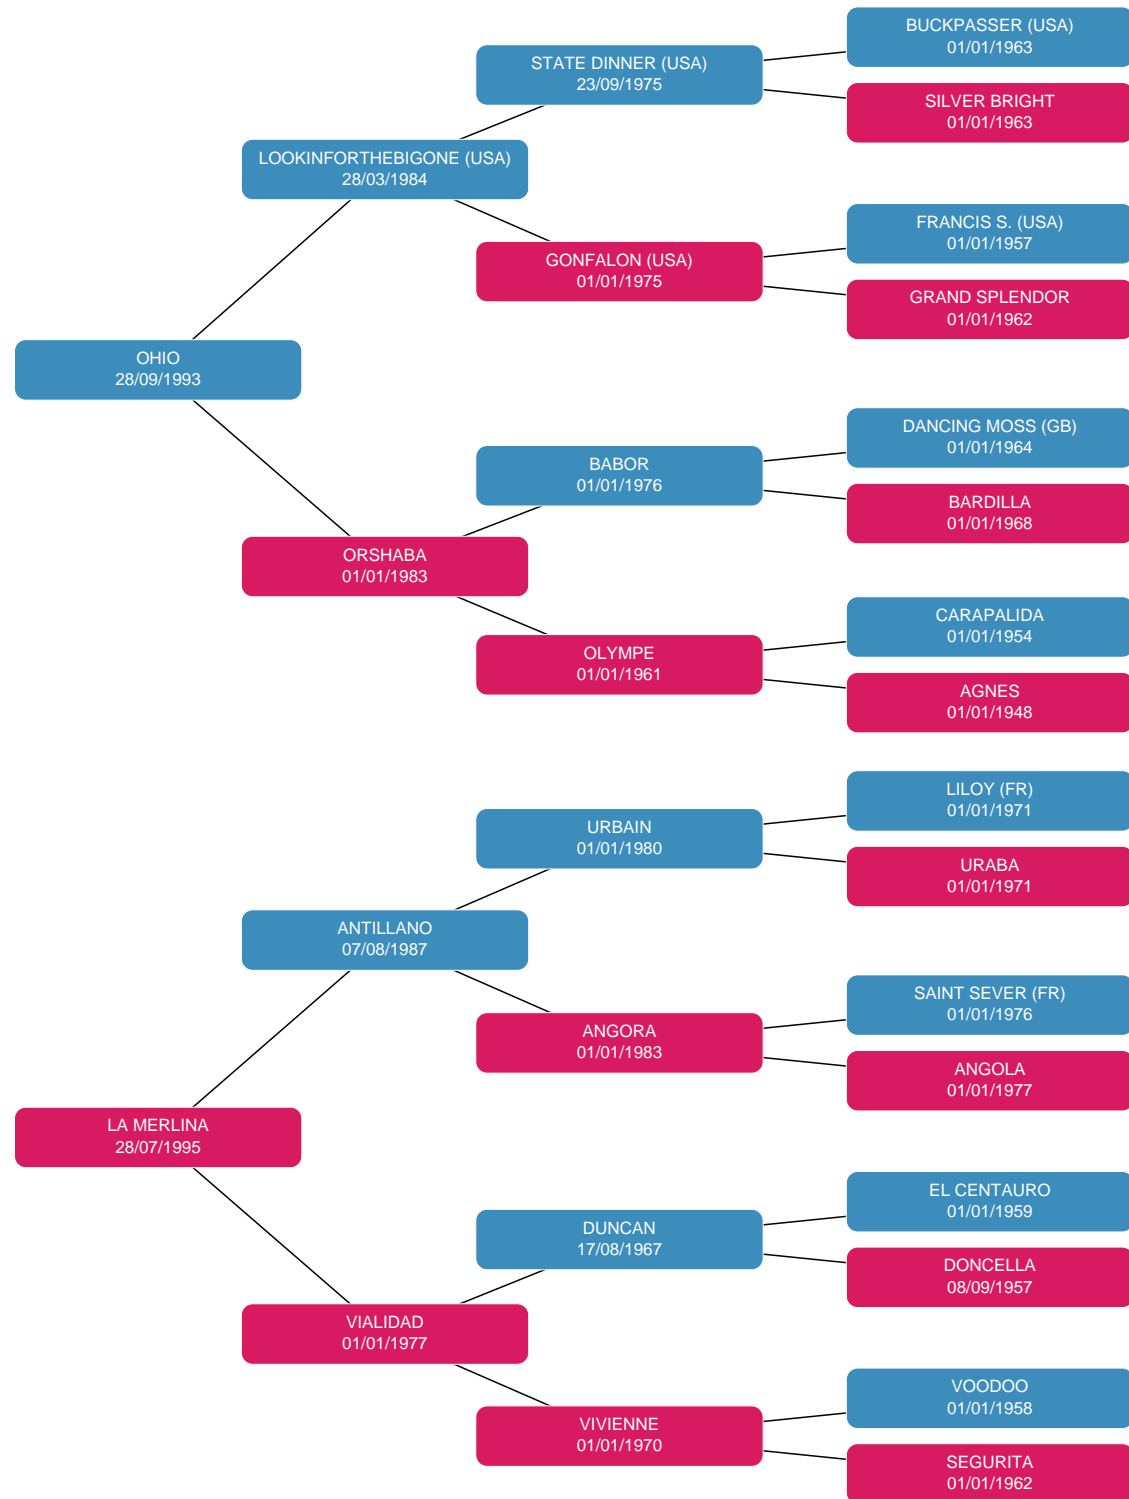 BUCKPASSER (USA)
01/01/1963
STATE DINNER (USA)
23/09/1975
SILVER BRIGHT
01/01/1963
LOOKINFORTHEBIGONE (USA)
28/03/1984
FRANCIS S. (USA)
01/01/1957
GONFALON (USA)
01/01/1975
GRAND SPLENDOR
01/01/1962
OHIO
28/09/1993
DANCING MOSS (GB)
01/01/1964
BABOR
01/01/1976
BARDILLA
01/01/1968
ORSHABA
01/01/1983
CARAPALIDA
01/01/1954
OLYMPE
01/01/1961
AGNES
01/01/1948
LILOY (FR)
01/01/1971
URBAIN
01/01/1980
URABA
01/01/1971
ANTILLANO
07/08/1987
SAINT SEVER (FR)
01/01/1976
ANGORA
01/01/1983
ANGOLA
01/01/1977
LA MERLINA
28/07/1995
EL CENTAURO
01/01/1959
DUNCAN
17/08/1967
DONCELLA
08/09/1957
VIALIDAD
01/01/1977
VOODOO
01/01/1958
VIVIENNE
01/01/1970
SEGURITA
01/01/1962